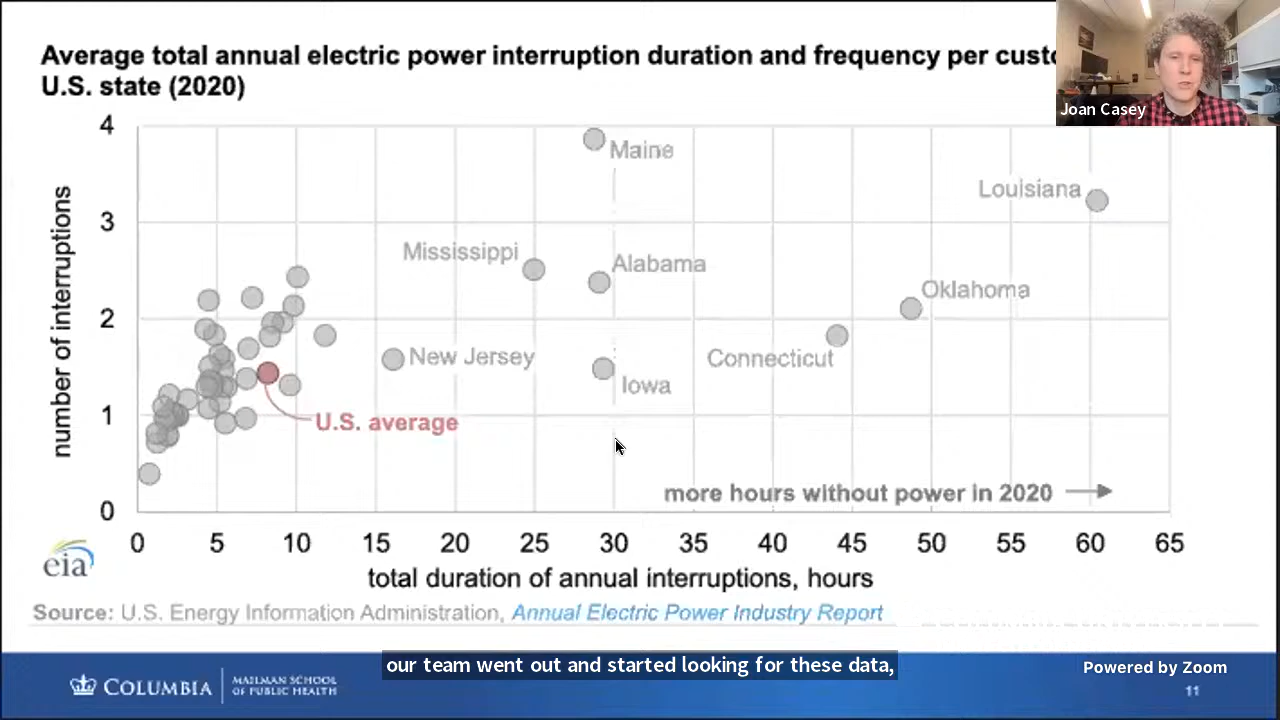 Average total annual electric power interruption duration and frequency per
U.S. state (2020)
Joan Casey
4
3
2
1
0
number of interruptions
Maine
Louisiana
Mississippi
Alabama
Oklahoma
Connecticut
New Jersey
Iowa
U.S. average
more hours without power in 2020
0 5 10 15 20 25 30 35 40 45 50 55 60 65
total duration of annual interruptions, hours
eia
Source: U.S. Energy Information Administration, Annual Electric Power Industry Report
our team went out and started looking for these data,
COLUMBIA
MAILMAN SCHOOL
OF PUBLIC HEALTH
Powered by Zoom
11